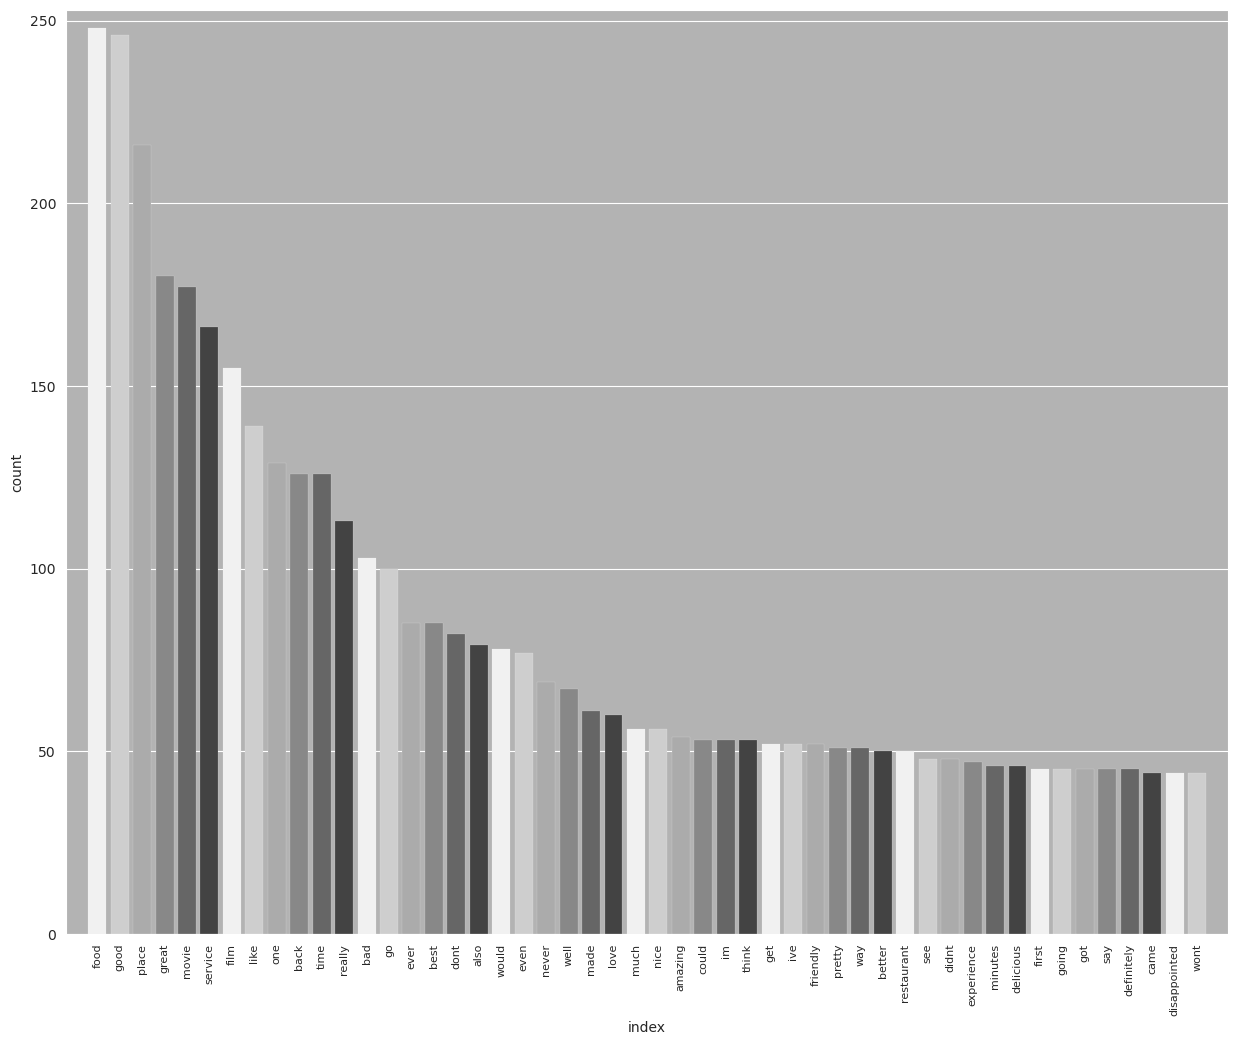 250
200
150
100
50
0
count
food
good
place
great
movie
service
film
like
one
back
time
really
bad
go
ever
best
dont
also
would
even
never
well
made
love
much
nice
amazing
could
im
think
get
ive
friendly
pretty
way
better
restaurant
see
didnt
experience
minutes
delicious
first
going
got
say
definitely
came
disappointed
wont
index